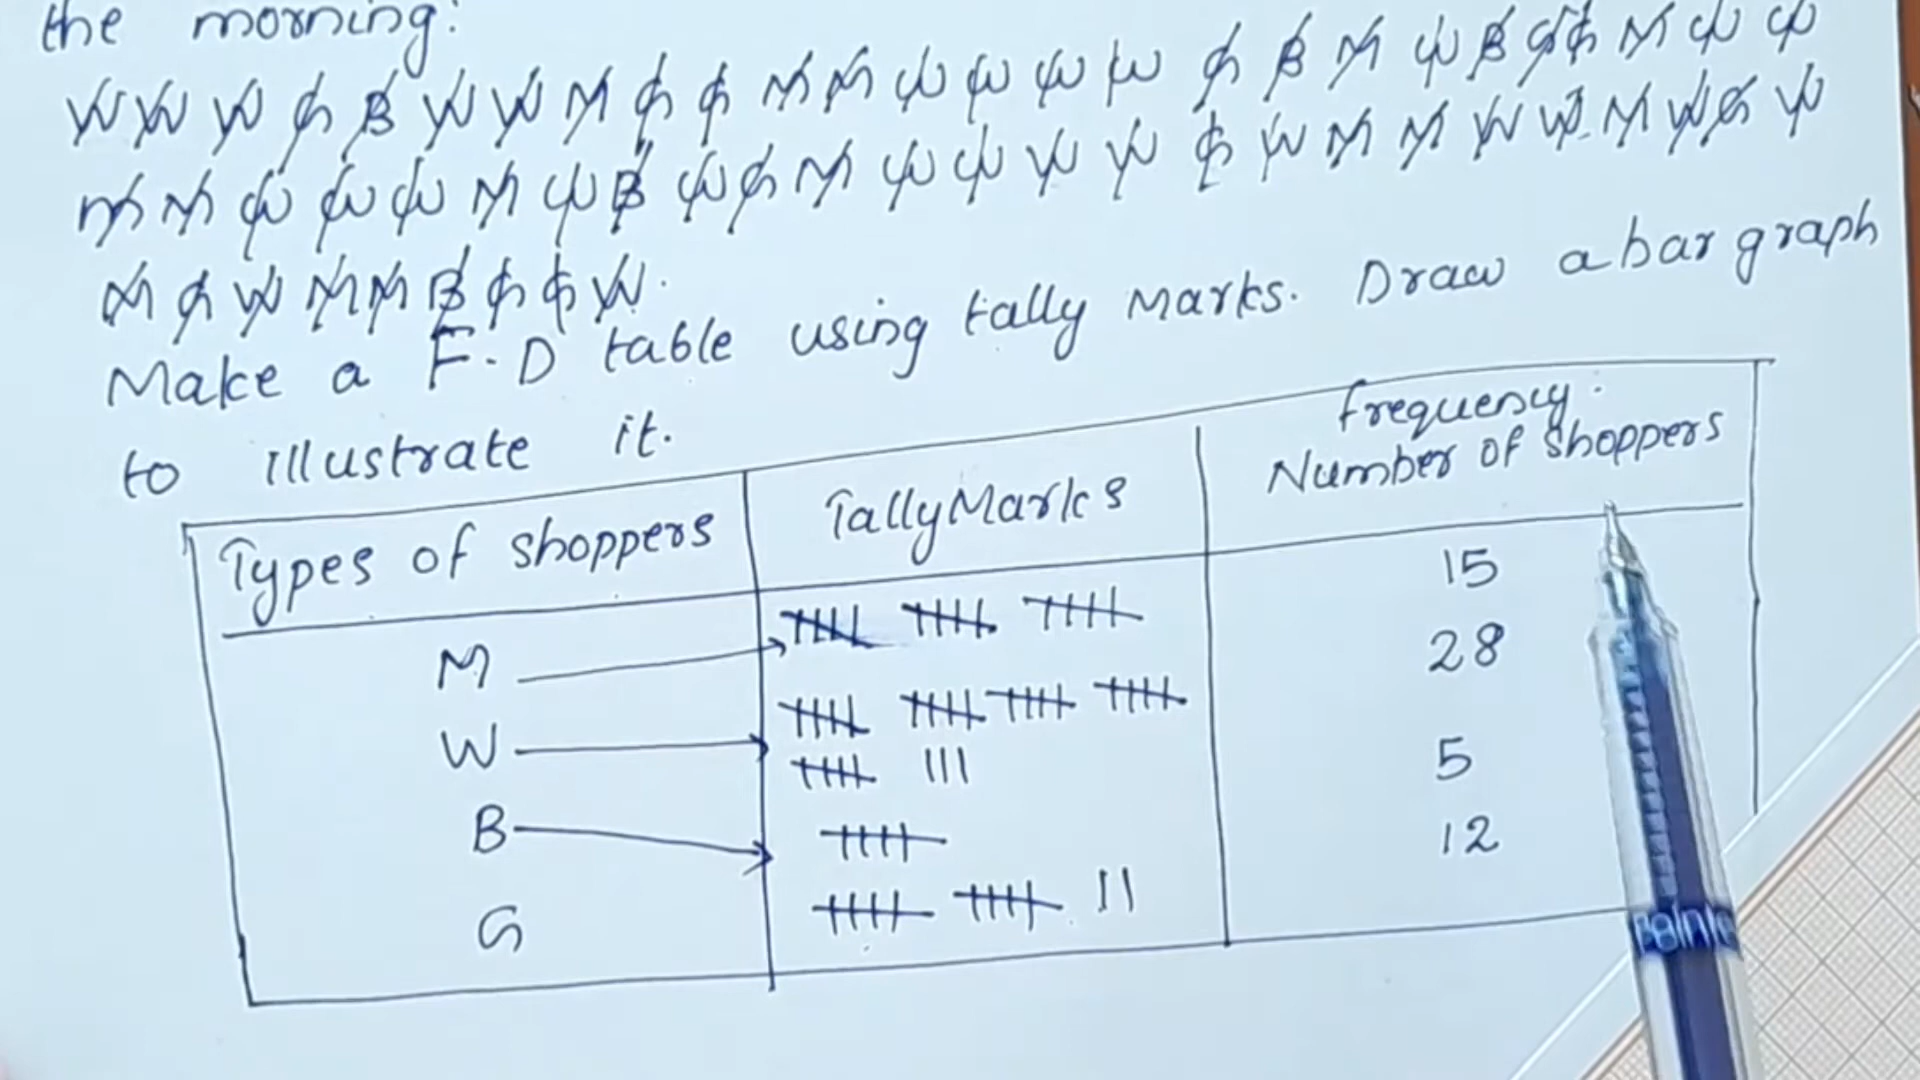 the morning:
W W W G B W W M G G M M W W W W G B M W B G G M W W
M M W W W M W B W G M W W W W G W M M W W M W G W
M G W M M B G G W.
Make a F.D table using tally Marks. Draw a bar graph
to illustrate it.
Types of shoppers Tally Marks frequency.
Number of shoppers
M 15
W 28
B 5
G 12